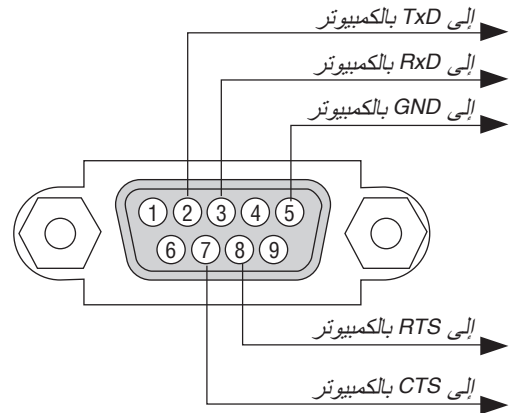 إلى TxD بالكمبيوتر
إلى RxD بالكمبيوتر
إلى GND بالكمبيوتر
1 2 3 4 5
6 7 8 9
إلى RTS بالكمبيوتر
إلى CTS بالكمبيوتر